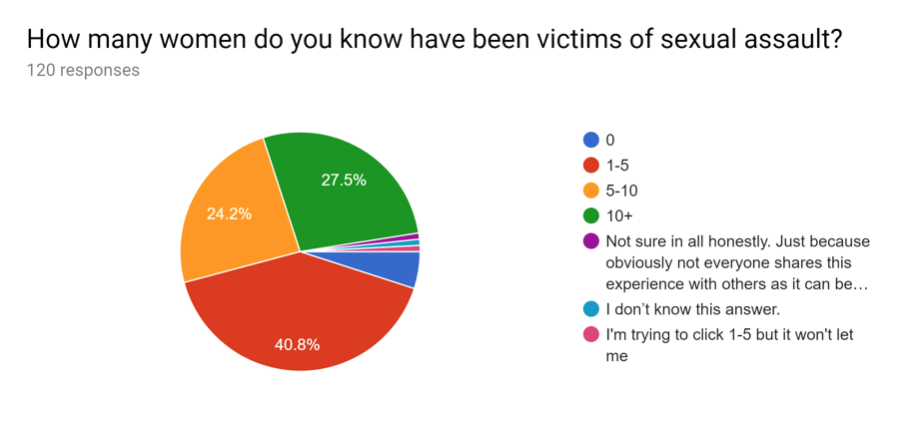 How many women do you know have been victims of sexual assault?
120 responses
27.5%
24.2%
40.8%
0
1-5
5-10
10+
Not sure in all honestly. Just because
obviously not everyone shares this
experience with others as it can be…
I don't know this answer.
I'm trying to click 1-5 but it won't let
me